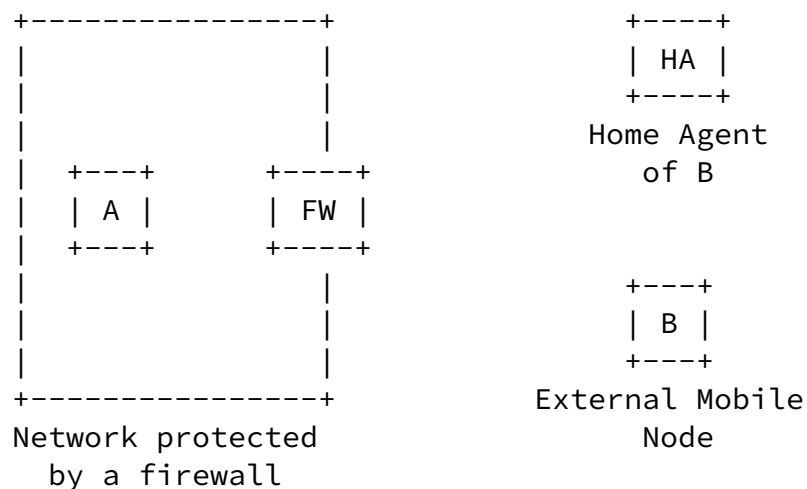 HA
Home Agent
of B
A
FW
B
External Mobile
Node
Network protected
by a firewall